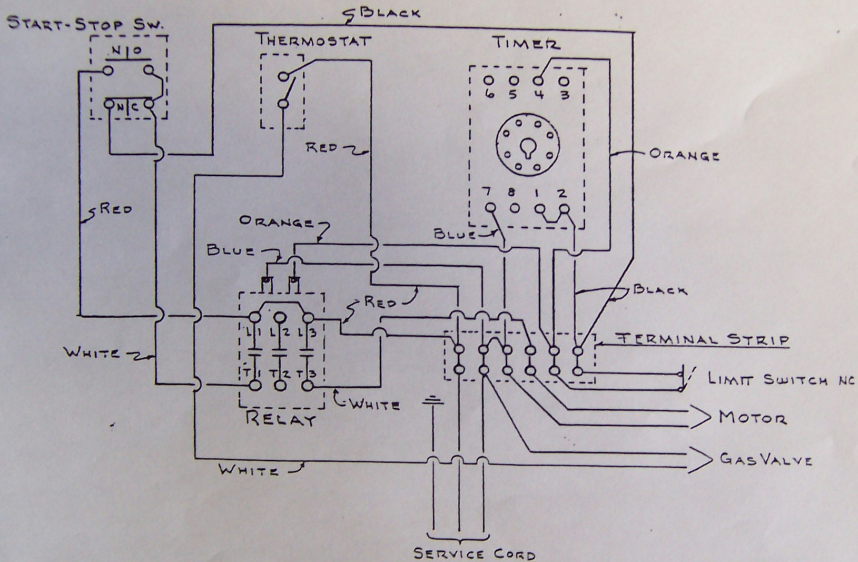 BLACK
START-STOP SW.
THERMOSTAT
TIMER
N O
6 5 4 3
N C
RED
ORANGE
7 8 1 2
RED
ORANGE
BLUE
BLUE
RED
BLACK
L1 L2 L3
TERMINAL STRIP
WHITE
T1 T2 T3
LIMIT SWITCH NC
WHITE
RELAY
MOTOR
WHITE
GAS VALVE
SERVICE CORD